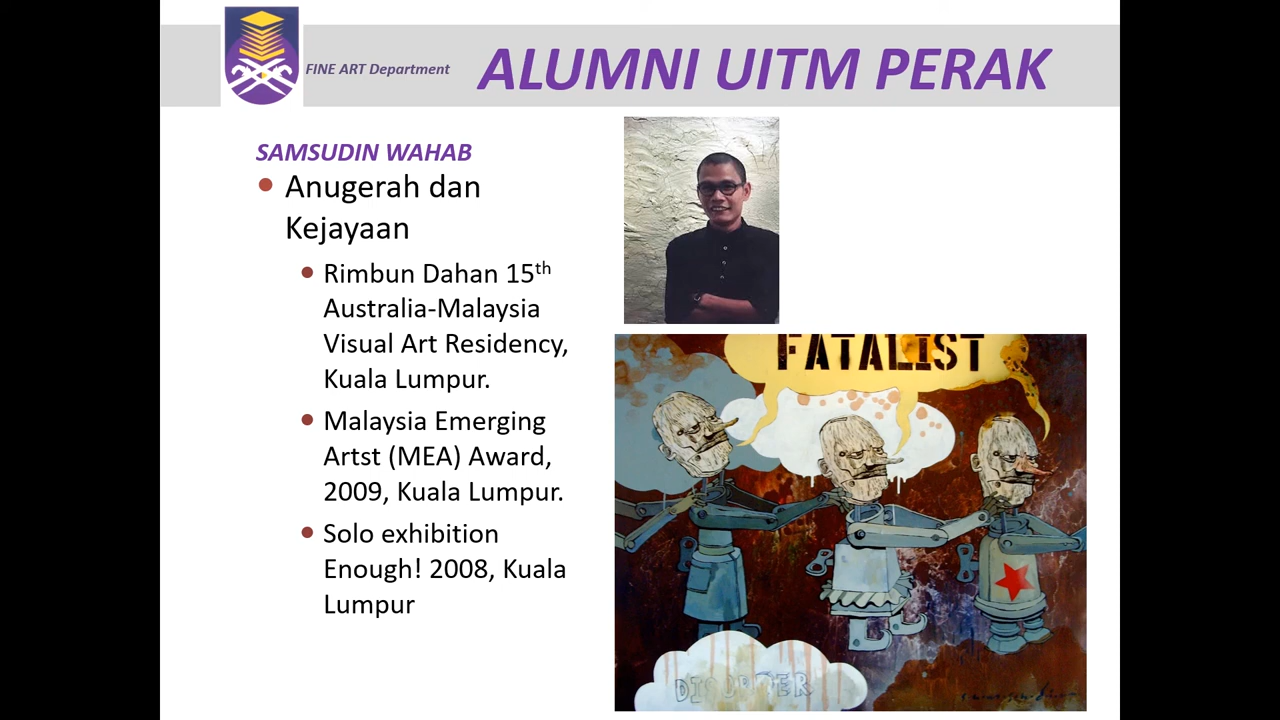 FINE ART Department
ALUMNI UITM PERAK
SAMSUDIN WAHAB
• Anugerah dan
Kejayaan
• Rimbun Dahan 15th
Australia-Malaysia
Visual Art Residency,
Kuala Lumpur.
• Malaysia Emerging
Artst (MEA) Award,
2009, Kuala Lumpur.
• Solo exhibition
Enough! 2008, Kuala
Lumpur
FATALIST
DISORDER